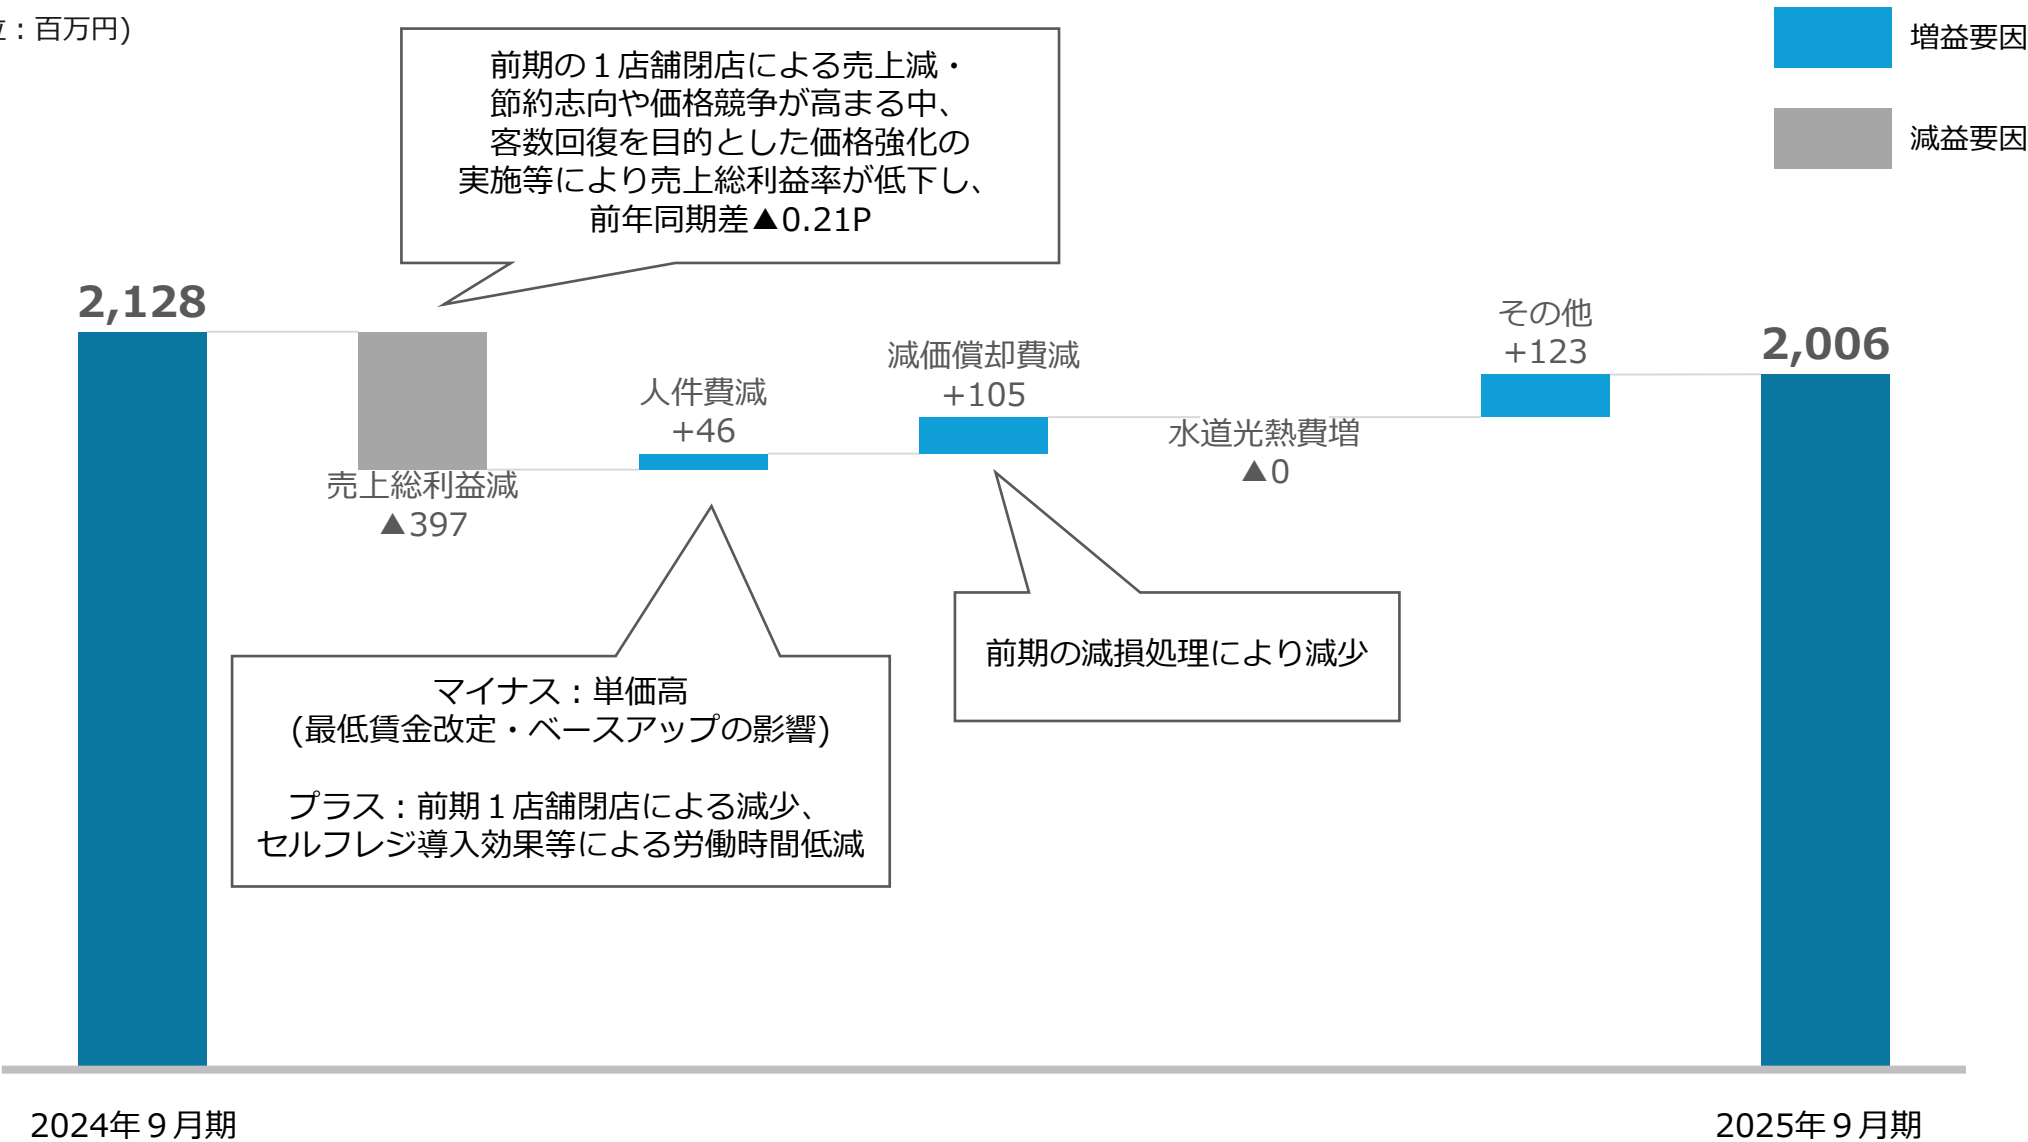 ：百万円)
増益要因
減益要因
前期の１店舗閉店による売上減・
節約志向や価格競争が高まる中、
客数回復を目的とした価格強化の
実施等により売上総利益率が低下し、
前年同期差▲0.21P
2,128
売上総利益減
▲397
人件費減
+46
減価償却費減
+105
水道光熱費増
▲0
その他
+123
2,006
マイナス：単価高
(最低賃金改定・ベースアップの影響)
プラス：前期１店舗閉店による減少、
セルフレジ導入効果等による労働時間低減
前期の減損処理により減少
2024年９月期
2025年９月期